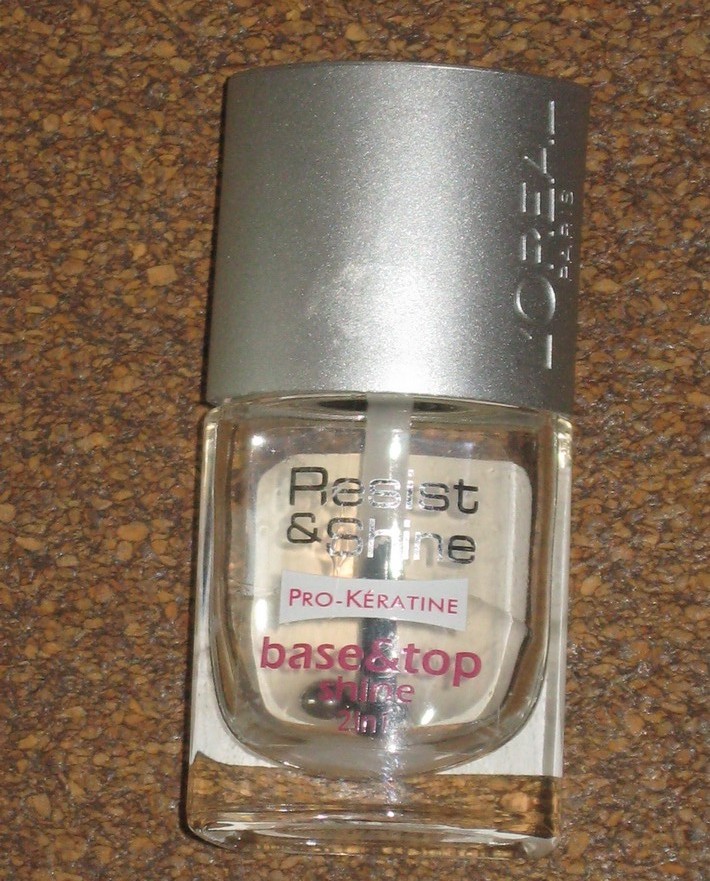 L'ORÉAL
PARIS
Resist
&Shine
PRO-KÉRATINE
base&top
shine
2in1